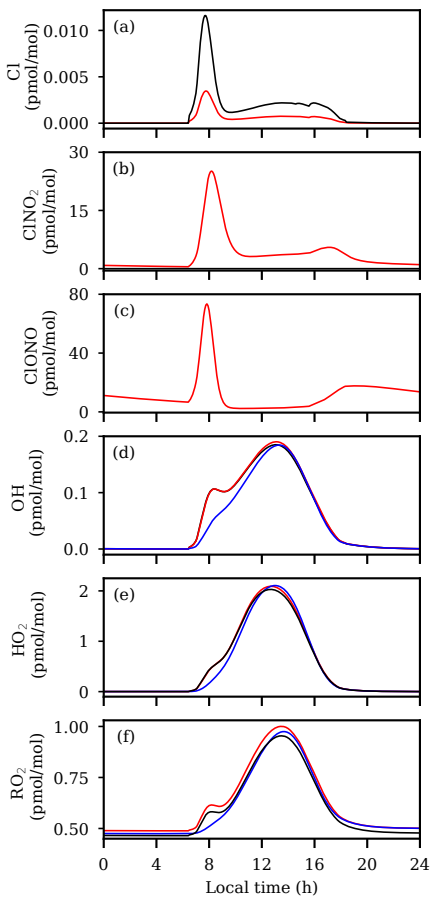 (a)
Cl
(pmol/mol)
0.010
0.005
0.000
(b)
ClNO₂
(pmol/mol)
30
15
0
(c)
ClONO
(pmol/mol)
80
40
0
(d)
OH
(pmol/mol)
0.2
0.1
0.0
(e)
HO₂
(pmol/mol)
2
1
0
(f)
RO₂
(pmol/mol)
1.00
0.75
0.50
0 4 8 12 16 20 24
Local time (h)